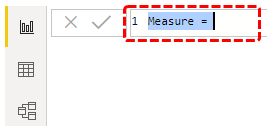 1 Measure =